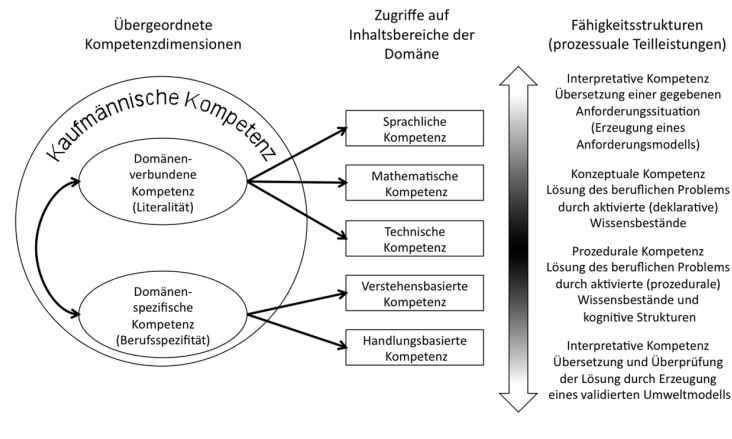 Übergeordnete
Kompetenzdimensionen
Zugriffe auf
Inhaltsbereiche der
Domäne
Fähigkeitsstrukturen
(prozessuale Teilleistungen)
Kaufmännische Kompetenz
Domänen-
verbundene
Kompetenz
(Literalität)
Domänen-
spezifische
Kompetenz
(Berufsspezifität)
Sprachliche
Kompetenz
Mathematische
Kompetenz
Technische
Kompetenz
Verstehensbasierte
Kompetenz
Handlungsbasierte
Kompetenz
Interpretative Kompetenz
Übersetzung einer gegebenen
Anforderungssituation
(Erzeugung eines
Anforderungsmodells)
Konzeptuale Kompetenz
Lösung des beruflichen Problems
durch aktivierte (deklarative)
Wissensbestände
Prozedurale Kompetenz
Lösung des beruflichen Problems
durch aktivierte (prozedurale)
Wissensbestände und
kognitive Strukturen
Interpretative Kompetenz
Übersetzung und Überprüfung
der Lösung durch Erzeugung
eines validierten Umweltmodells